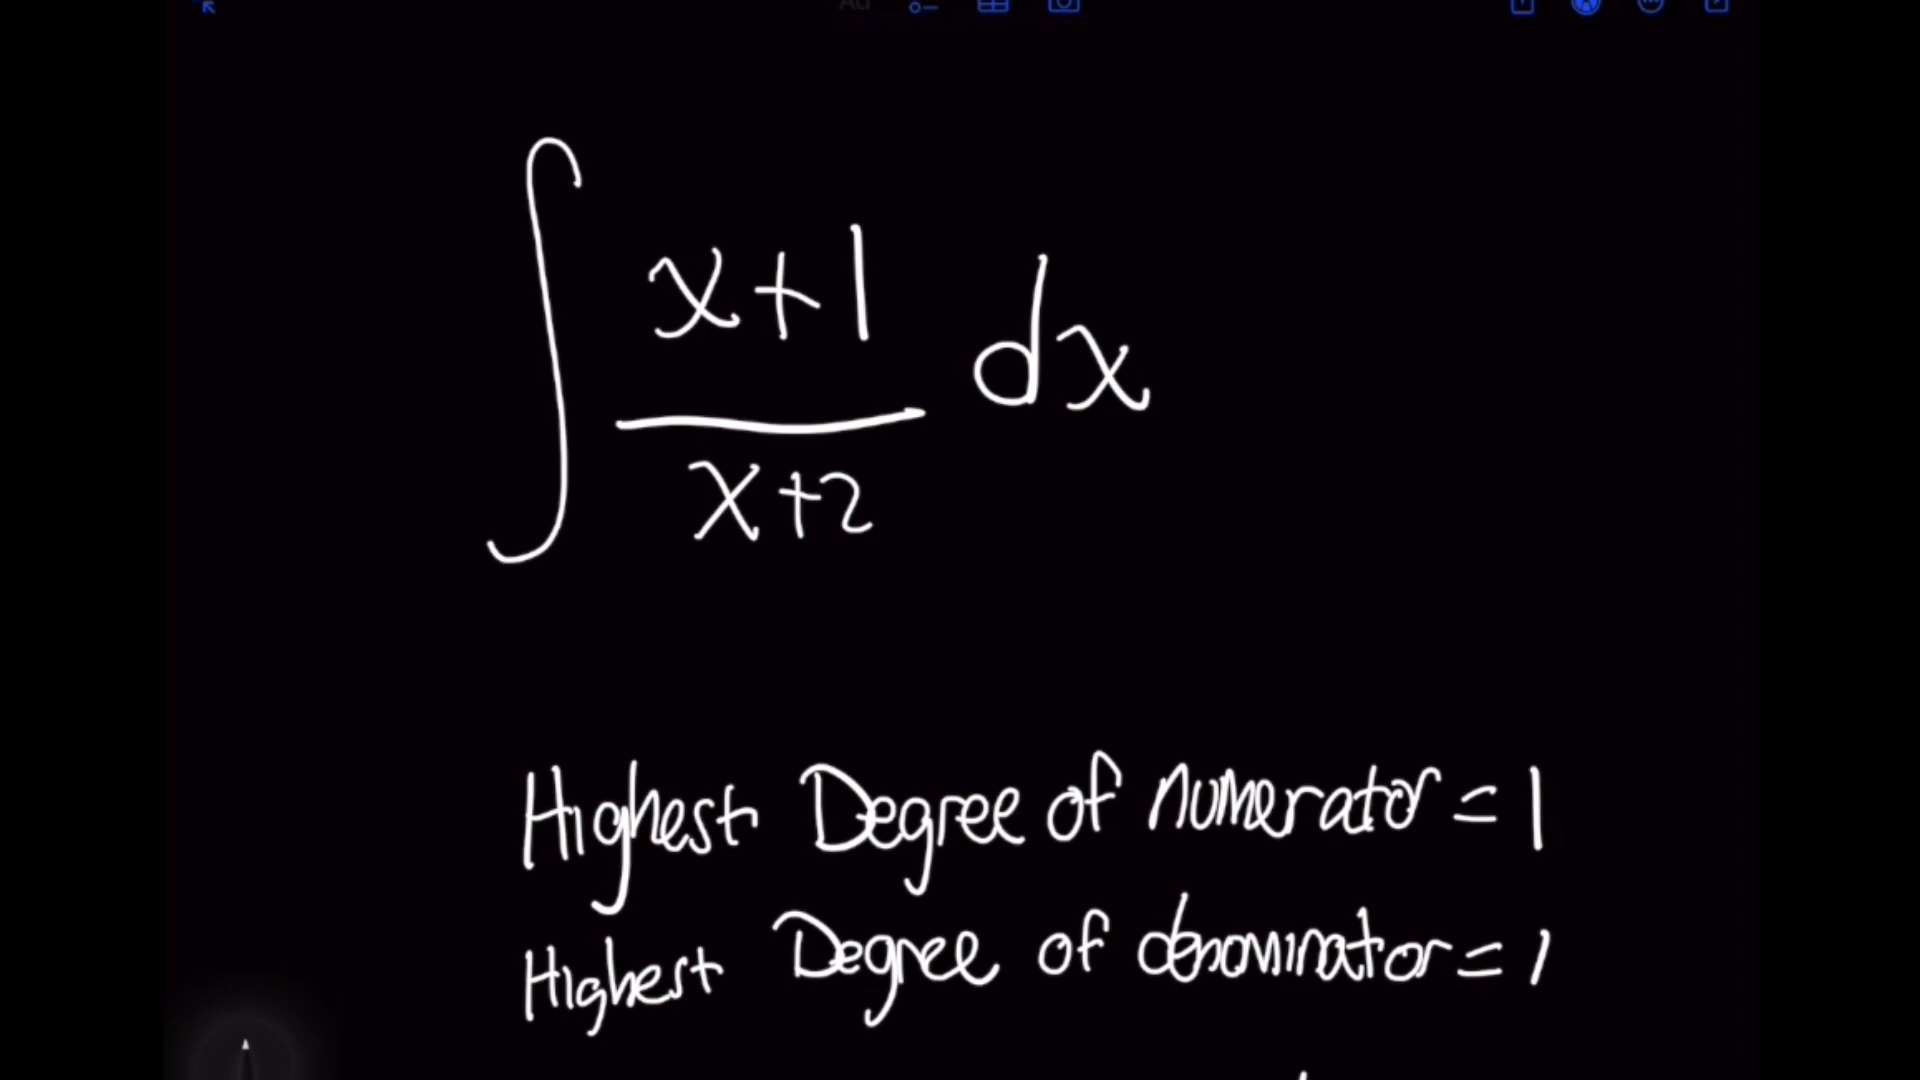 ∫ x+1 / x+2 dx
Highest Degree of numerator = 1
Highest Degree of denominator = 1